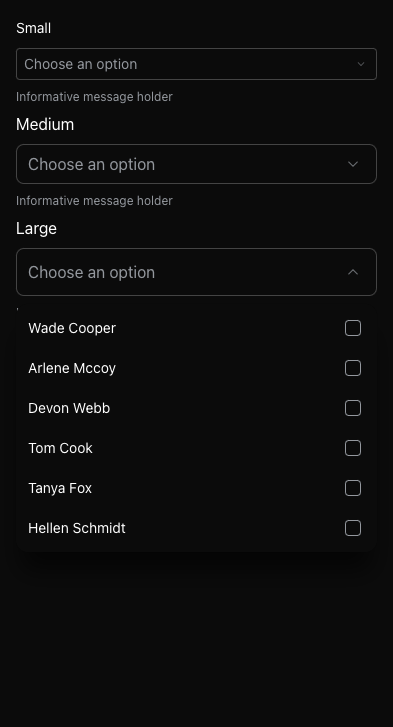 Small
Choose an option
Informative message holder
Medium
Choose an option
Informative message holder
Large
Choose an option
Wade Cooper
Arlene Mccoy
Devon Webb
Tom Cook
Tanya Fox
Hellen Schmidt